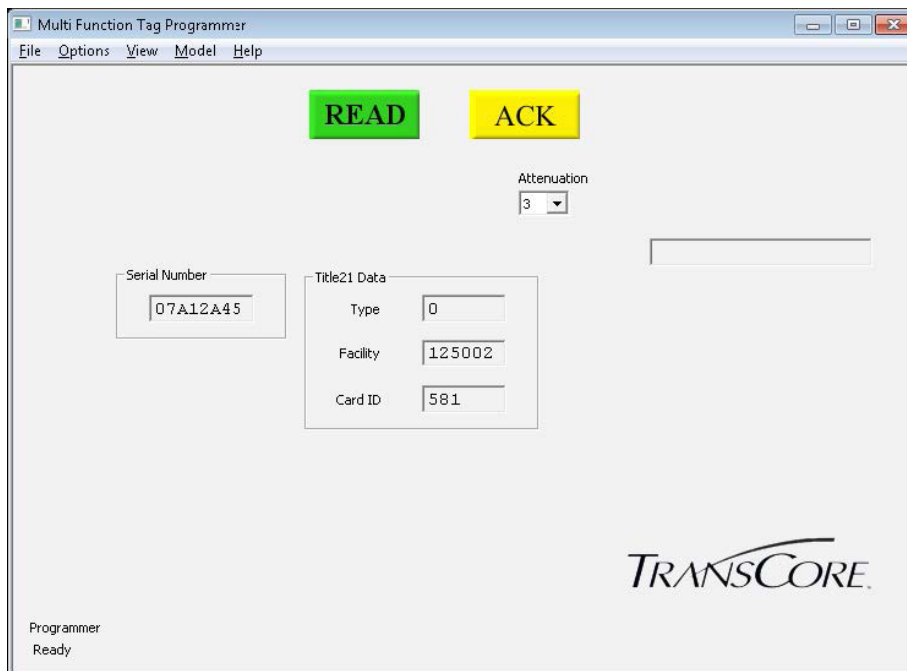 Multi Function Tag Programmer
File Options View Model Help
READ ACK
Attenuation
3
Serial Number
07A12A45
Title21 Data
Type 0
Facility 125002
Card ID 581
TRANSCORE.
Programmer
Ready